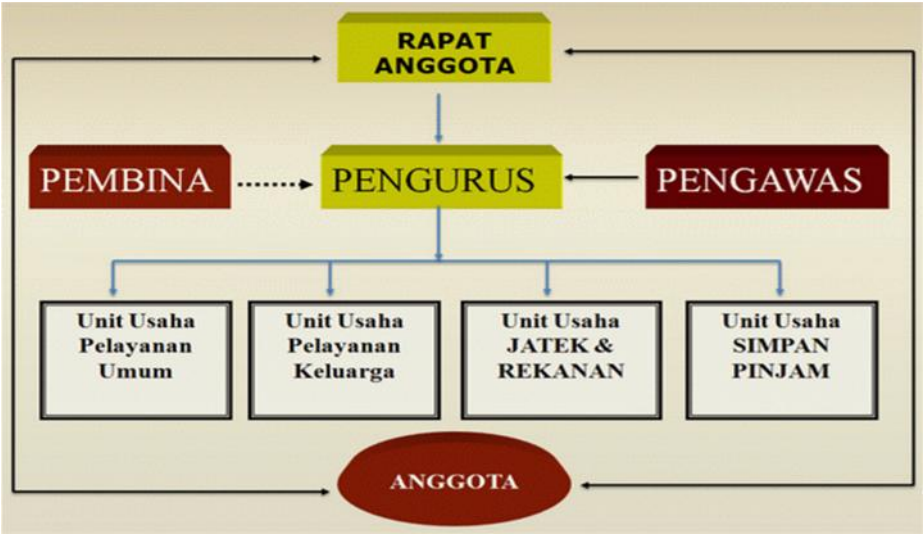 RAPAT
ANGGOTA
PEMBINA
PENGURUS
PENGAWAS
Unit Usaha
Pelayanan
Umum
Unit Usaha
Pelayanan
Keluarga
Unit Usaha
JATEK &
REKANAN
Unit Usaha
SIMPAN
PINJAM
ANGGOTA